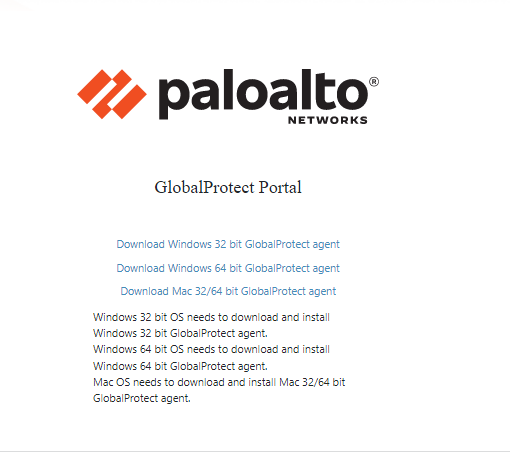 paloalto®
NETWORKS
GlobalProtect Portal
Download Windows 32 bit GlobalProtect agent
Download Windows 64 bit GlobalProtect agent
Download Mac 32/64 bit GlobalProtect agent
Windows 32 bit OS needs to download and install
Windows 32 bit GlobalProtect agent.
Windows 64 bit OS needs to download and install
Windows 64 bit GlobalProtect agent.
Mac OS needs to download and install Mac 32/64 bit
GlobalProtect agent.